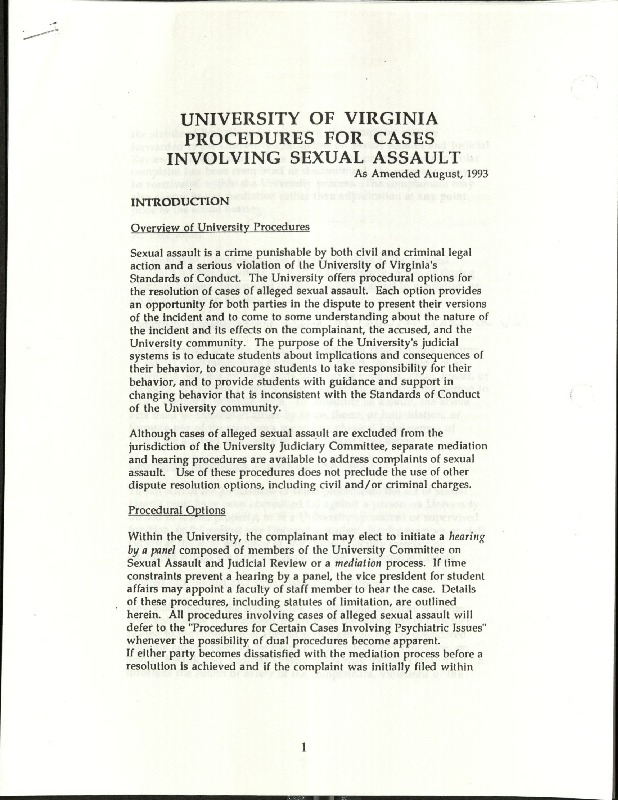 UNIVERSITY OF VIRGINIA
PROCEDURES FOR CASES
INVOLVING SEXUAL ASSAULT
As Amended August, 1993
INTRODUCTION
Overview of University Procedures
Sexual assault is a crime punishable by both civil and criminal legal
action and a serious violation of the University of Virginia's
Standards of Conduct. The University offers procedural options for
the resolution of cases of alleged sexual assault. Each option provides
an opportunity for both parties in the dispute to present their versions
of the incident and to come to some understanding about the nature of
the incident and its effects on the complainant, the accused, and the
University community. The purpose of the University's judicial
systems is to educate students about implications and consequences of
their behavior, to encourage students to take responsibility for their
behavior, and to provide students with guidance and support in
changing behavior that is inconsistent with the Standards of Conduct
of the University community.
Although cases of alleged sexual assault are excluded from the
jurisdiction of the University Judiciary Committee, separate mediation
and hearing procedures are available to address complaints of sexual
assault. Use of these procedures does not preclude the use of other
dispute resolution options, including civil and/or criminal charges.
Procedural Options
Within the University, the complainant may elect to initiate a hearing
by a panel composed of members of the University Committee on
Sexual Assault and Judicial Review or a mediation process. If time
constraints prevent a hearing by a panel, the vice president for student
affairs may appoint a faculty of staff member to hear the case. Details
of these procedures, including statutes of limitation, are outlined
herein. All procedures involving cases of alleged sexual assault will
defer to the "Procedures for Certain Cases Involving Psychiatric Issues"
whenever the possibility of dual procedures become apparent.
If either party becomes dissatisfied with the mediation process before a
resolution is achieved and if the complaint was initially filed within
1